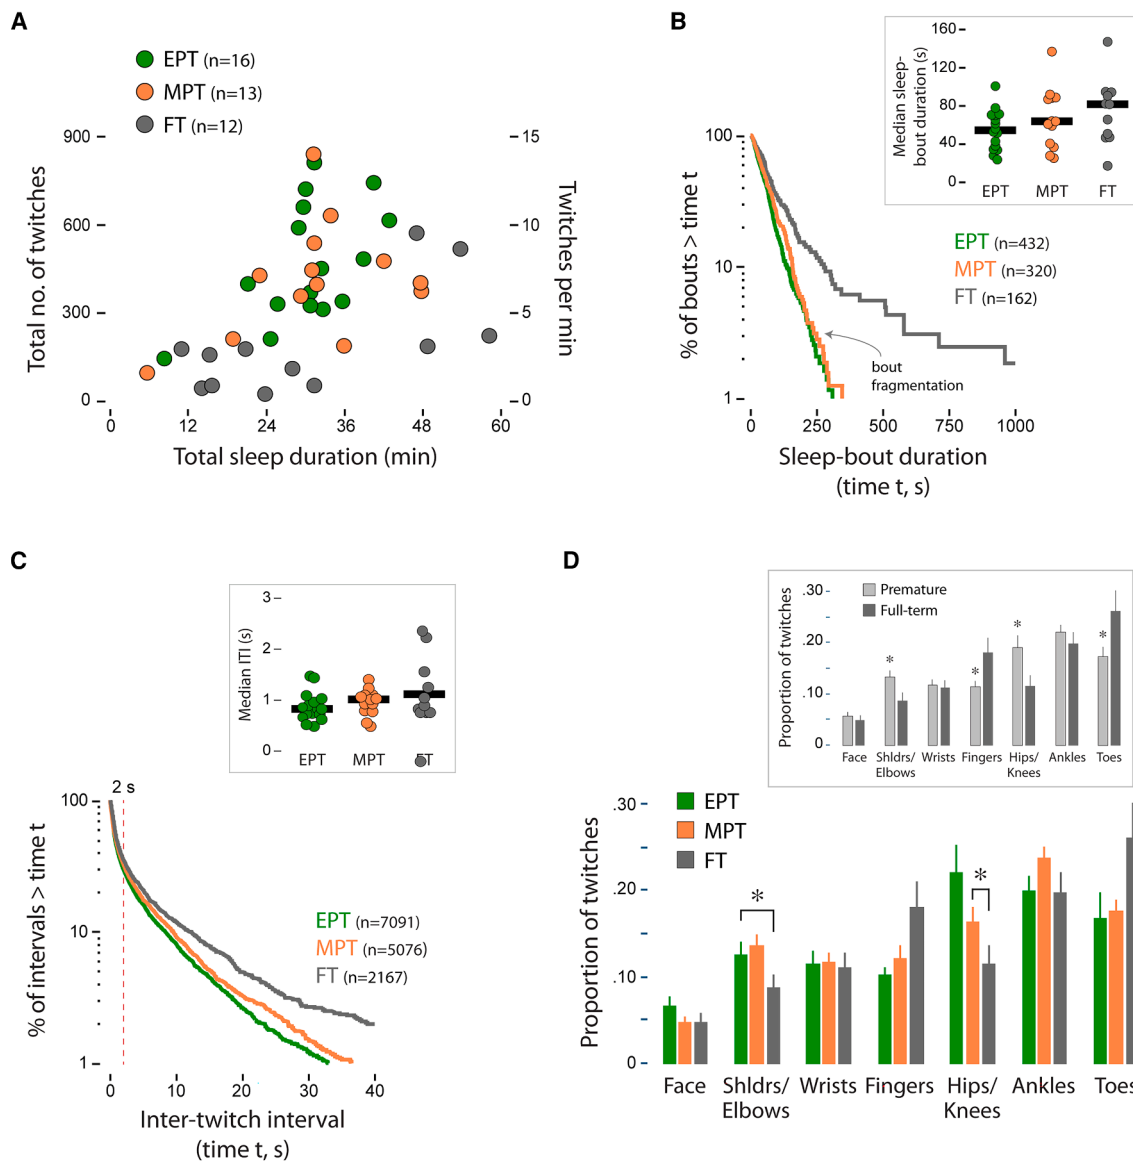 A
EPT (n=16)
MPT (n=13)
FT (n=12)
Total no. of twitches
900
600
300
0
15
10
5
0
Twitches per min
0 12 24 36 48 60
Total sleep duration (min)
B
Median sleep-
bout duration (s)
160
120
80
40
0
EPT MPT FT
% of bouts > time t
100
10
1
EPT (n=432)
MPT (n=320)
FT (n=162)
bout
fragmentation
0 250 500 750 1000
Sleep-bout duration
(time t, s)
C
Median ITI (s)
3
2
1
0
EPT MPT FT
2 s
% of intervals > time t
100
10
1
EPT (n=7091)
MPT (n=5076)
FT (n=2167)
0 10 20 30 40
Inter-twitch interval
(time t, s)
D
Proportion of twitches
.30
.20
.10
0
Premature
Full-term
* * * *
Face Shldrs/ Wrists Fingers Hips/ Ankles Toes
Elbows Knees
EPT
MPT
FT
Proportion of twitches
.30
.20
.10
0
* *
Face Shldrs/ Wrists Fingers Hips/ Ankles Toes
Elbows Knees